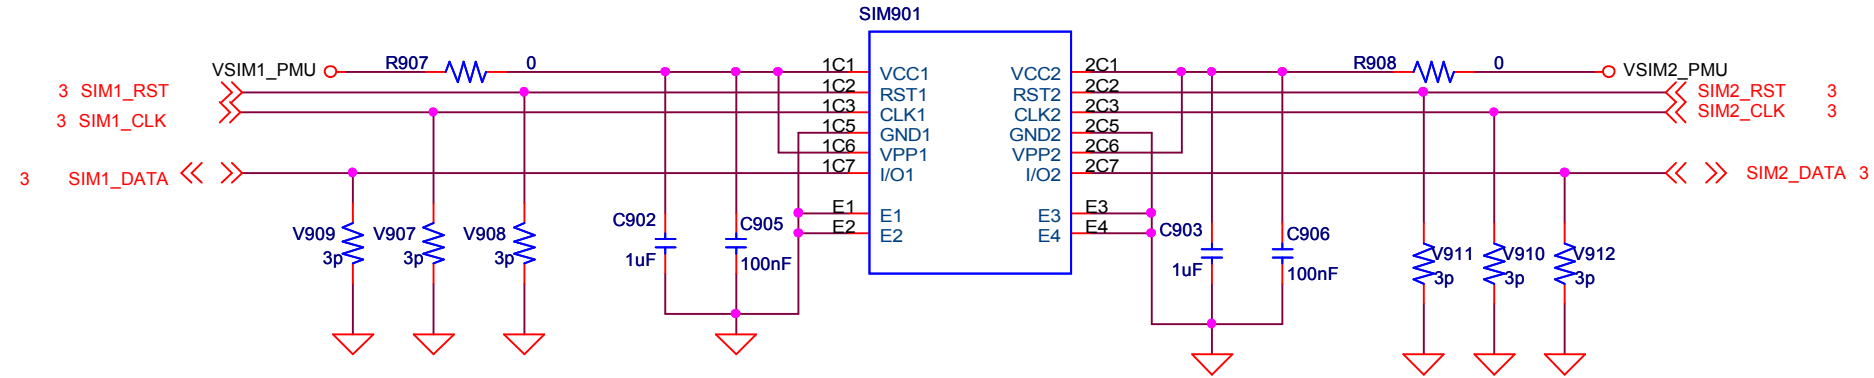 SIM901
VSIM1_PMU R907 0 1C1 VCC1 VCC2 2C1 R908 0 VSIM2_PMU
3 SIM1_RST 1C2 RST1 RST2 2C2 SIM2_RST 3
3 SIM1_CLK 1C3 CLK1 CLK2 2C3 SIM2_CLK 3
1C5 GND1 GND2 2C5
1C6 VPP1 VPP2 2C6
3 SIM1_DATA 1C7 I/O1 I/O2 2C7 SIM2_DATA 3
E1 E1 E3 E3
E2 E2 E4 E4
V909 V907 V908 C902 C905 C903 C906 V911 V910 V912
3p 3p 3p 1uF 100nF 1uF 100nF 3p 3p 3p